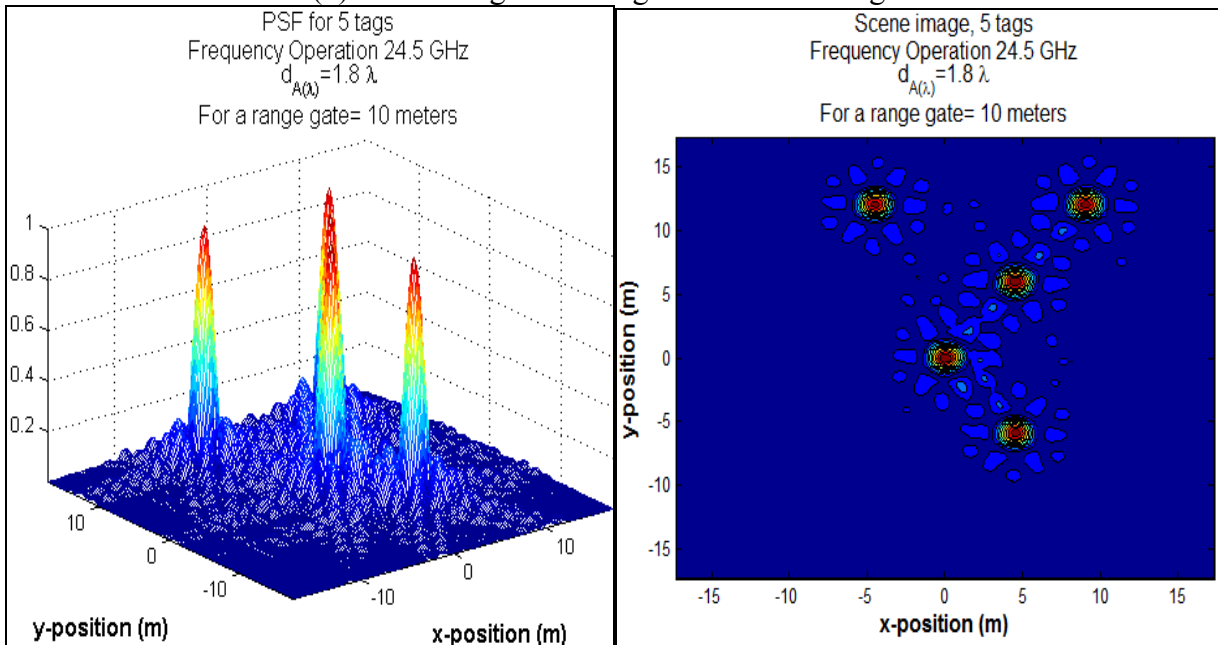 PSF for 5 tags
Frequency Operation 24.5 GHz
d_A(λ)=1.8 λ
For a range gate= 10 meters
1
0.8
0.6
0.4
0.2
10
0
-10
-10
0
10
y-position (m)
x-position (m)
Scene image, 5 tags
Frequency Operation 24.5 GHz
d_A(λ)=1.8 λ
For a range gate= 10 meters
15
10
5
0
-5
-10
-15
y-position (m)
-15
-10
-5
0
5
10
15
x-position (m)